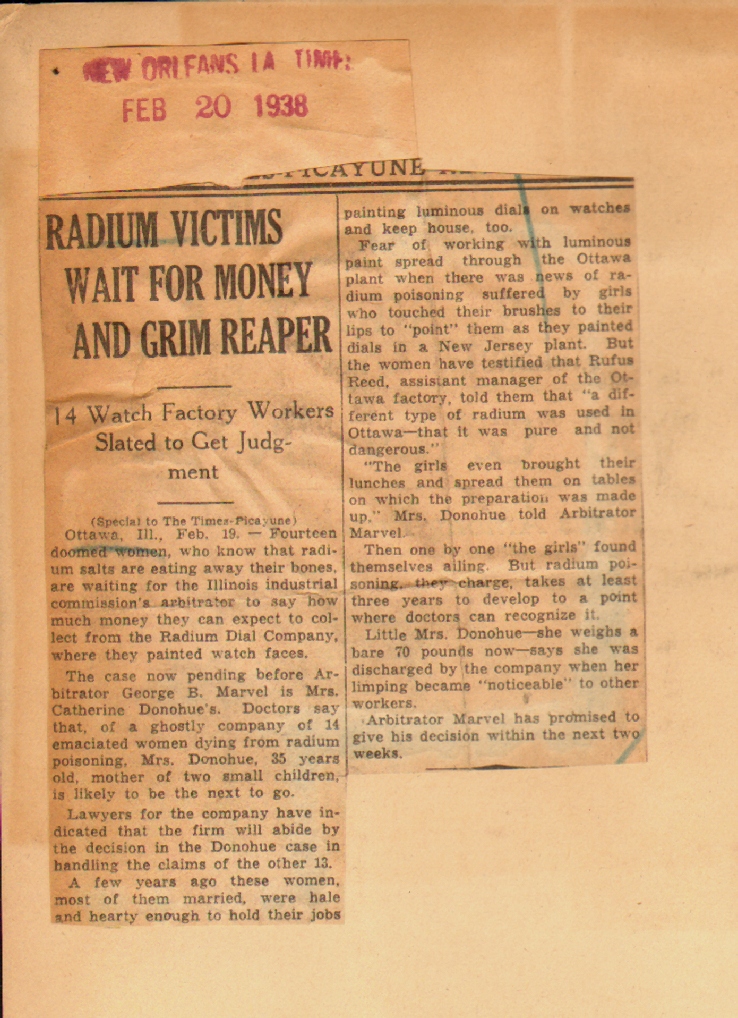 NEW ORLEANS LA TIMES
FEB 20 1938
PICAYUNE
RADIUM VICTIMS
WAIT FOR MONEY
AND GRIM REAPER
14 Watch Factory Workers
Slated to Get Judg-
ment
(Special to The Times-Picayune)
Ottawa, Ill., Feb. 19. — Fourteen
doomed women, who know that radi-
um salts are eating away their bones,
are waiting for the Illinois industrial
commission's arbitrator to say how
much money they can expect to col-
lect from the Radium Dial Company,
where they painted watch faces.
The case now pending before Ar-
bitrator George B. Marvel is Mrs.
Catherine Donohue's. Doctors say
that, of a ghostly company of 14
emaciated women dying from radium
poisoning, Mrs. Donohue, 35 years
old, mother of two small children,
is likely to be the next to go.
Lawyers for the company have in-
dicated that the firm will abide by
the decision in the Donohue case in
handling the claims of the other 13.
A few years ago these women,
most of them married, were hale
and hearty enough to hold their jobs
painting luminous dials on watches
and keep house, too.
Fear of working with luminous
paint spread through the Ottawa
plant when there was news of ra-
dium poisoning suffered by girls
who touched their brushes to their
lips to "point" them as they painted
dials in a New Jersey plant. But
the women have testified that Rufus
Reed, assistant manager of the Ot-
tawa factory, told them that "a dif-
ferent type of radium was used in
Ottawa—that it was pure and not
dangerous."
"The girls even brought their
lunches and spread them on tables
on which the preparation was made
up." Mrs. Donohue told Arbitrator
Marvel.
Then one by one "the girls" found
themselves ailing. But radium poi-
soning, they charge, takes at least
three years to develop to a point
where doctors can recognize it.
Little Mrs. Donohue—she weighs a
bare 70 pounds now—says she was
discharged by the company when her
limping became "noticeable" to other
workers.
Arbitrator Marvel has promised to
give his decision within the next two
weeks.